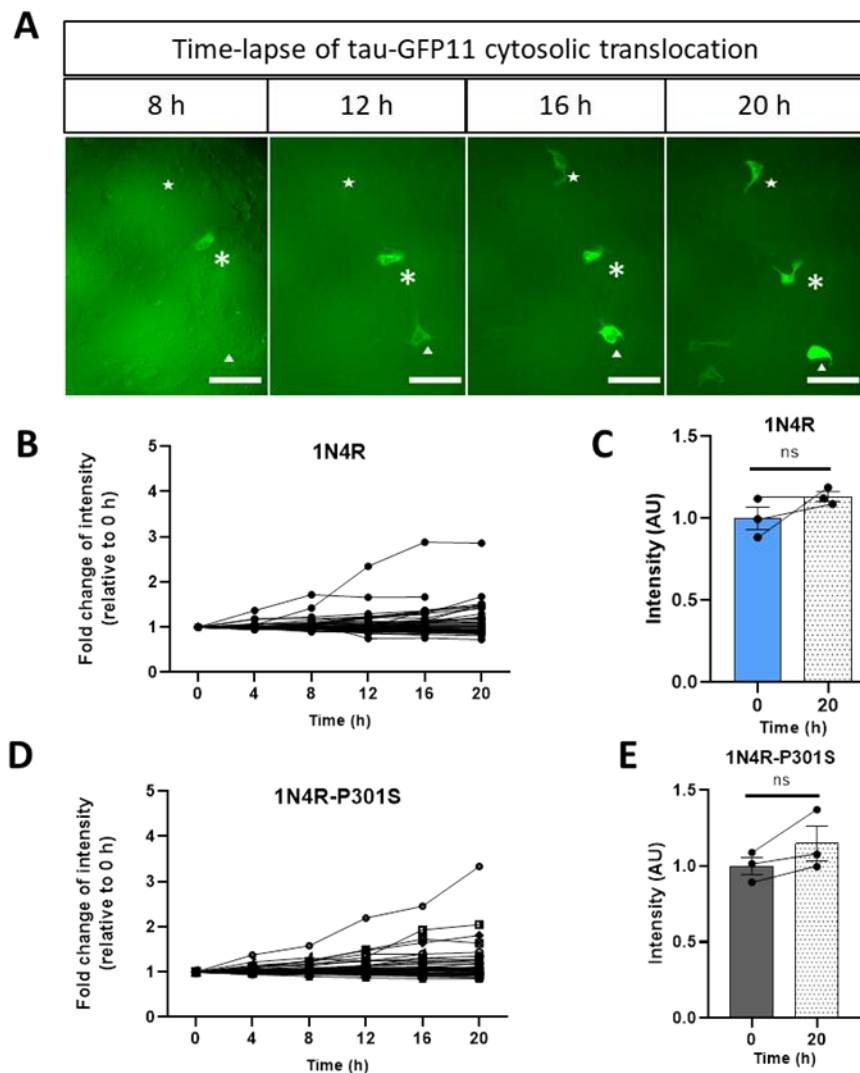 A
Time-lapse of tau-GFP11 cytosolic translocation
8 h 12 h 16 h 20 h
B
1N4R
Fold change of intensity
(relative to 0 h)
5
4
3
2
1
0
0 4 8 12 16 20
Time (h)
C
1N4R
ns
Intensity (AU)
1.5
1.0
0.5
0.0
0 20
Time (h)
D
1N4R-P301S
Fold change of intensity
(relative to 0 h)
5
4
3
2
1
0
0 4 8 12 16 20
Time (h)
E
1N4R-P301S
ns
Intensity (AU)
1.5
1.0
0.5
0.0
0 20
Time (h)